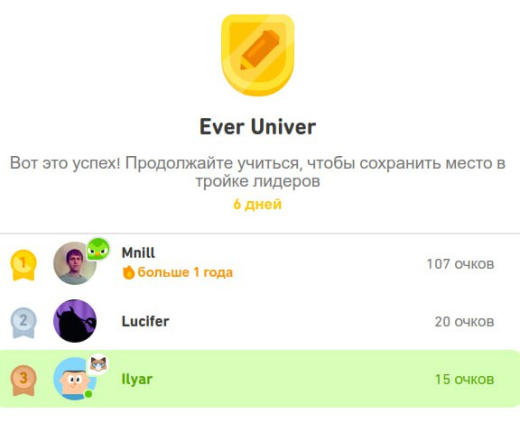 Ever Univer
Вот это успех! Продолжайте учиться, чтобы сохранить место в
тройке лидеров
6 дней
1
Mnill
больше 1 года
107 очков
2
Lucifer
20 очков
3
Ilyar
15 очков